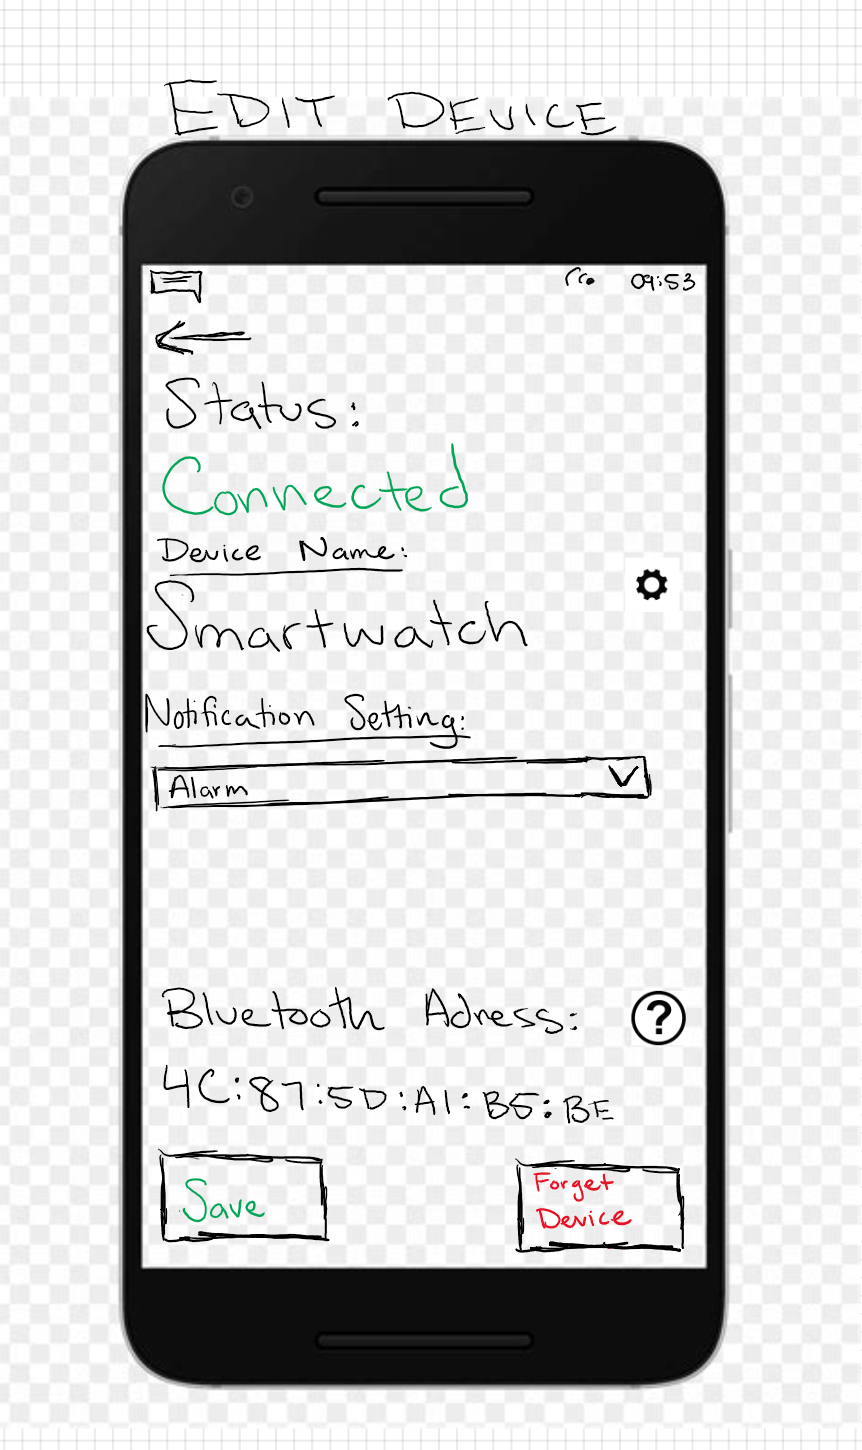 EDIT DEVICE
09:53
Status:
Connected
Device Name:
Smartwatch
Notification Setting:
Alarm
Bluetooth Adress:
?
4C:87:5D:A1:B5:BE
Save
Forget
Device